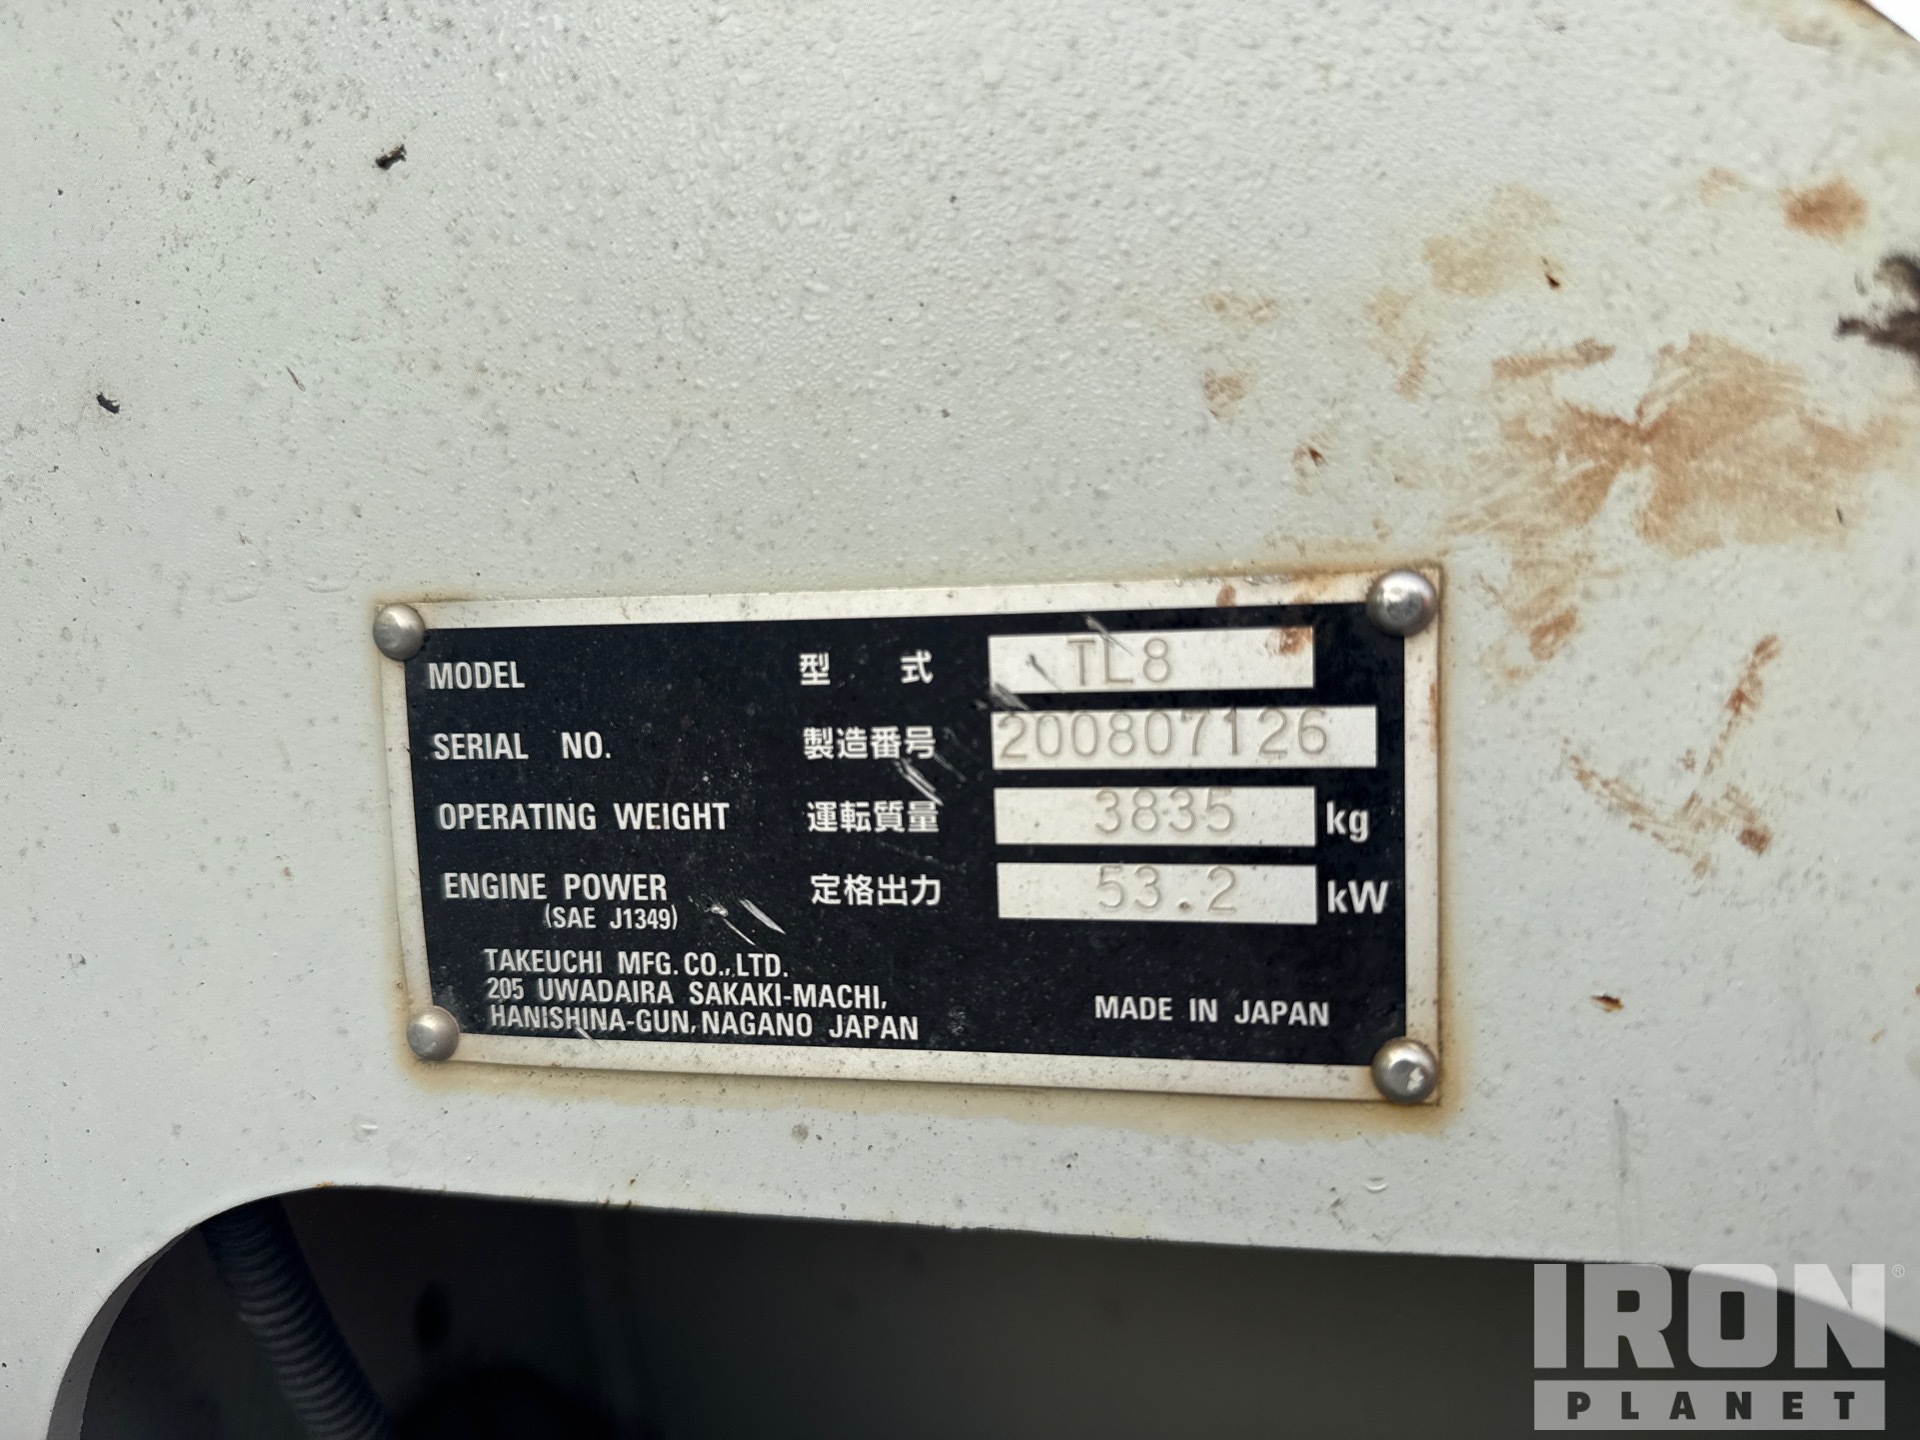 MODEL 型 式 TL8
SERIAL NO. 製造番号 200807126
OPERATING WEIGHT 運転質量 3835 kg
ENGINE POWER 定格出力 53.2 kW
(SAE J1349)
TAKEUCHI MFG. CO.,LTD.
205 UWADAIRA SAKAKI-MACHI,
HANISHINA-GUN, NAGANO JAPAN
MADE IN JAPAN
IRON®
PLANET